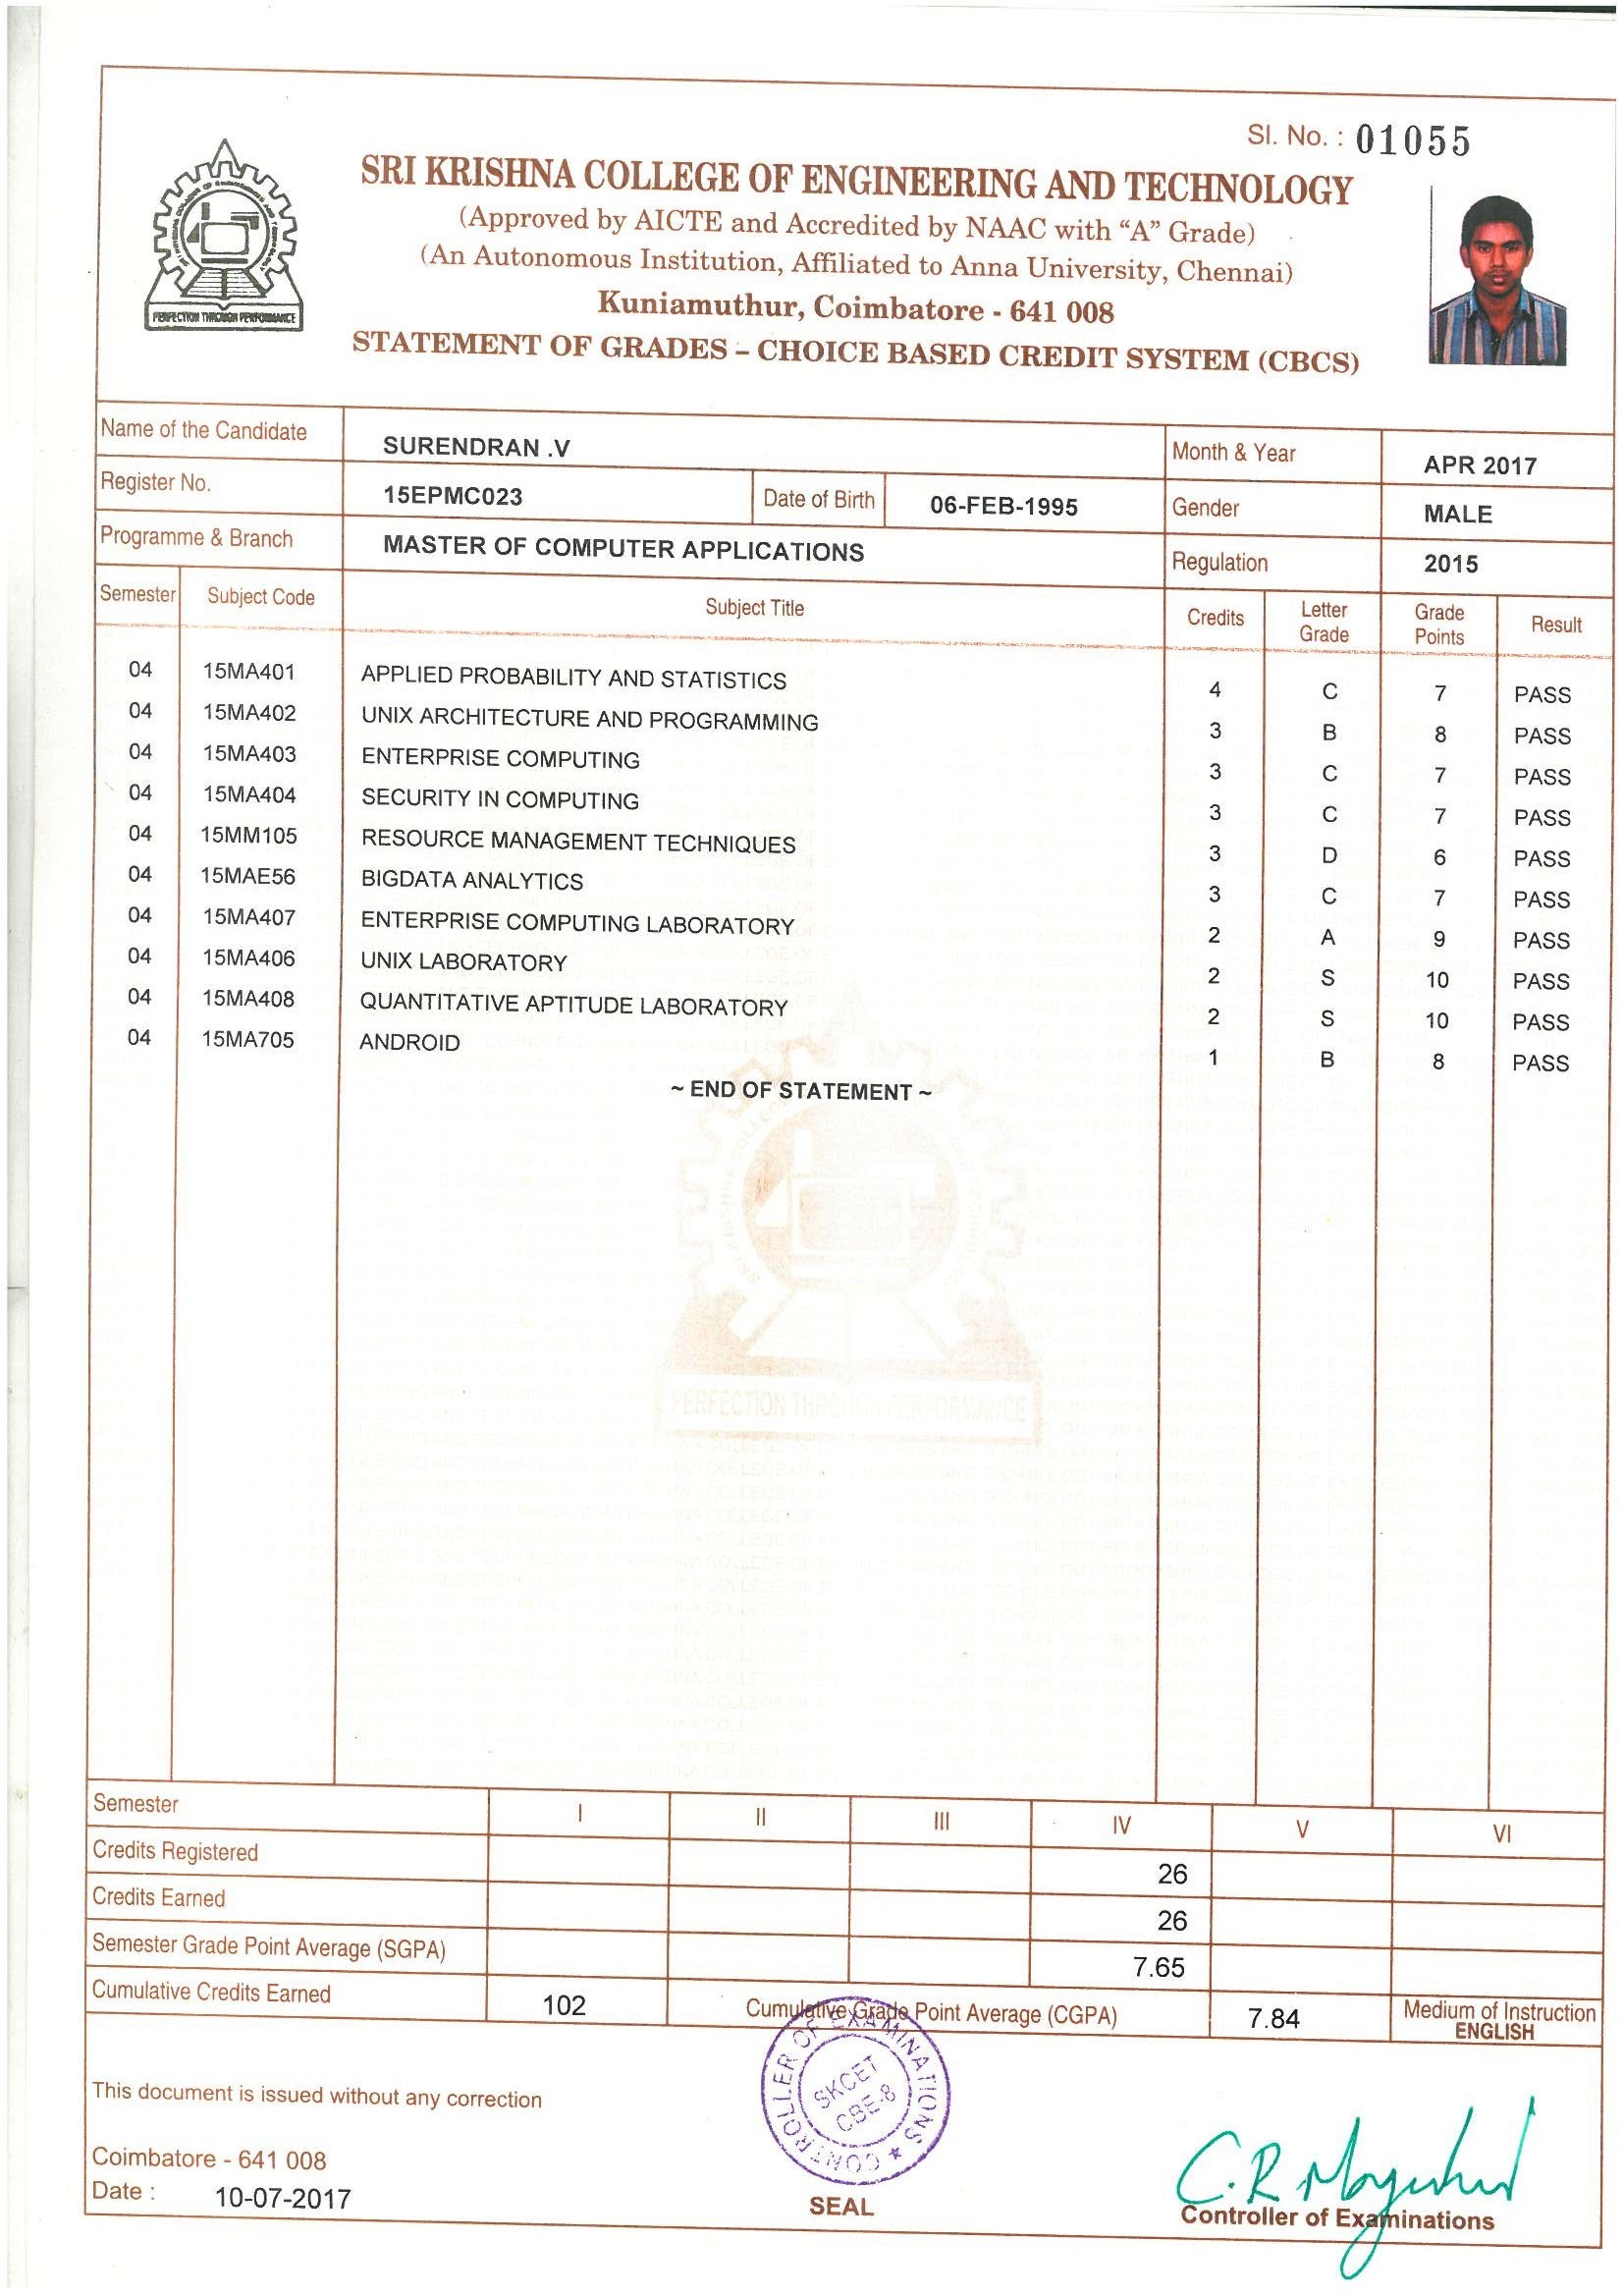 Sl. No. : 01055
SRI KRISHNA COLLEGE OF ENGINEERING AND TECHNOLOGY
(Approved by AICTE and Accredited by NAAC with “A” Grade)
(An Autonomous Institution, Affiliated to Anna University, Chennai)
Kuniamuthur, Coimbatore - 641 008
STATEMENT OF GRADES – CHOICE BASED CREDIT SYSTEM (CBCS)
PERFECTION THROUGH PERFORMANCE
Name of the Candidate SURENDRAN .V Month & Year APR 2017
Register No. 15EPMC023 Date of Birth 06-FEB-1995 Gender MALE
Programme & Branch MASTER OF COMPUTER APPLICATIONS Regulation 2015
Semester Subject Code Subject Title Credits Letter Grade Grade Points Result
04 15MA401 APPLIED PROBABILITY AND STATISTICS 4 C 7 PASS
04 15MA402 UNIX ARCHITECTURE AND PROGRAMMING 3 B 8 PASS
04 15MA403 ENTERPRISE COMPUTING 3 C 7 PASS
04 15MA404 SECURITY IN COMPUTING 3 C 7 PASS
04 15MM105 RESOURCE MANAGEMENT TECHNIQUES 3 D 6 PASS
04 15MAE56 BIGDATA ANALYTICS 3 C 7 PASS
04 15MA407 ENTERPRISE COMPUTING LABORATORY 2 A 9 PASS
04 15MA406 UNIX LABORATORY 2 S 10 PASS
04 15MA408 QUANTITATIVE APTITUDE LABORATORY 2 S 10 PASS
04 15MA705 ANDROID 1 B 8 PASS
~ END OF STATEMENT ~
PERFECTION THROUGH PERFORMANCE
Semester I II III IV V VI
Credits Registered 26
Credits Earned 26
Semester Grade Point Average (SGPA) 7.65
Cumulative Credits Earned 102 Cumulative Grade Point Average (CGPA) 7.84 Medium of Instruction ENGLISH
CONTROLLER OF EXAMINATIONS
SKCET
CBE-8
This document is issued without any correction
Coimbatore - 641 008
Date : 10-07-2017
SEAL
C.R
Controller of Examinations